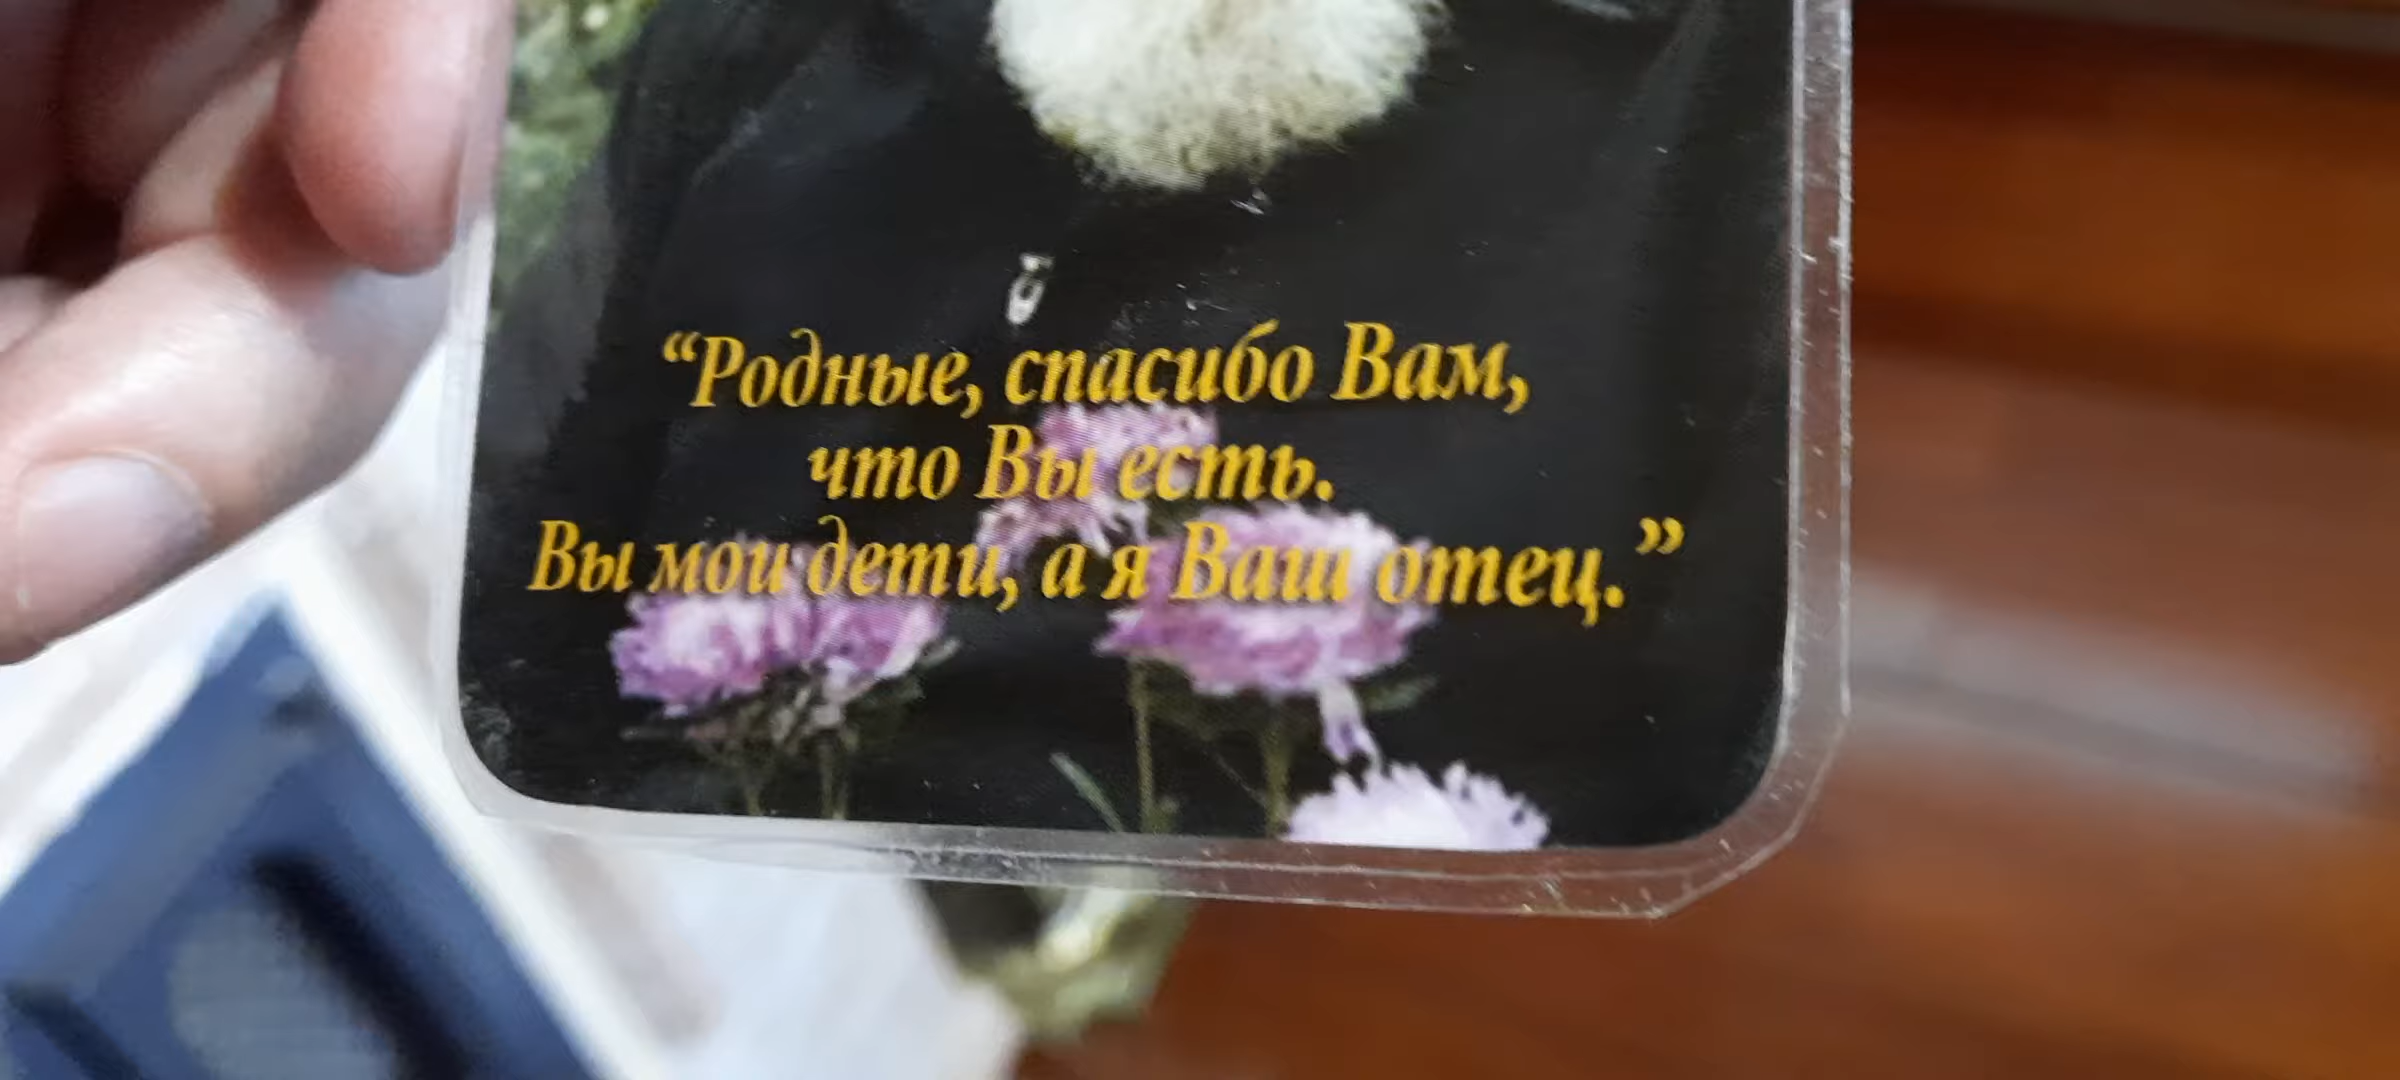 “Родные, спасибо Вам,
что Вы есть.
Вы мои дети, а я Ваш отец.”